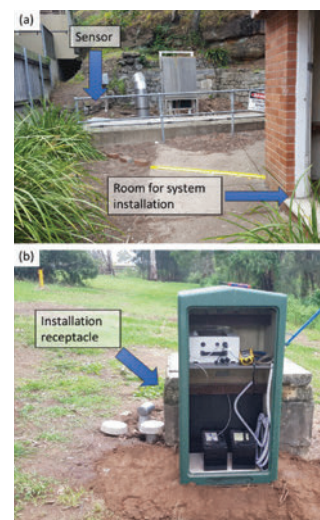 (a)
Sensor
Room for system
installation
(b)
Installation
receptacle